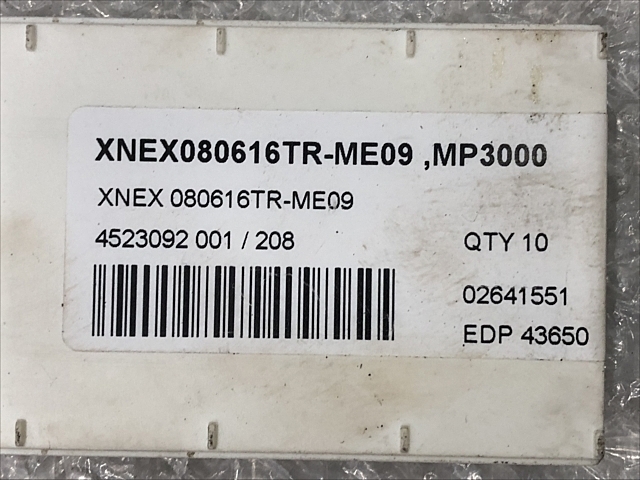 XNEX080616TR-ME09 ,MP3000
XNEX 080616TR-ME09
4523092 001 / 208
QTY 10
02641551
EDP 43650